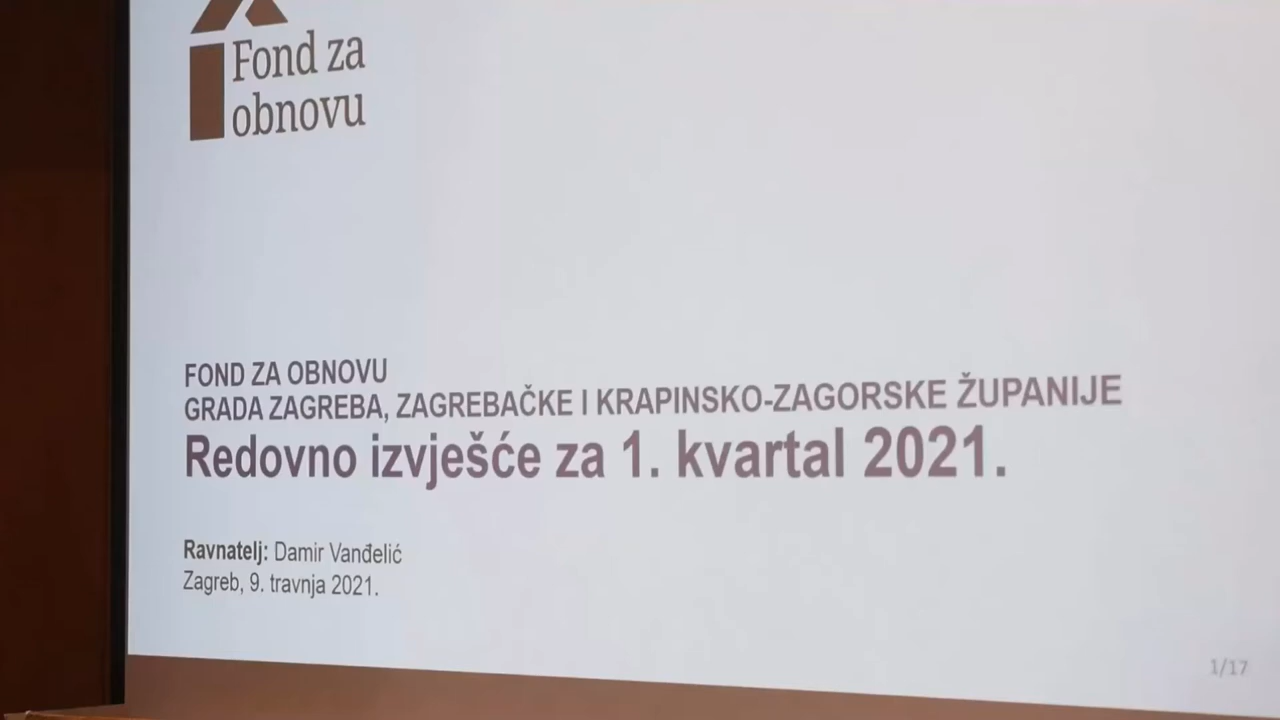 Fond za
obnovu
FOND ZA OBNOVU
GRADA ZAGREBA, ZAGREBAČKE I KRAPINSKO-ZAGORSKE ŽUPANIJE
Redovno izvješće za 1. kvartal 2021.
Ravnatelj: Damir Vanđelić
Zagreb, 9. travnja 2021.
1/17